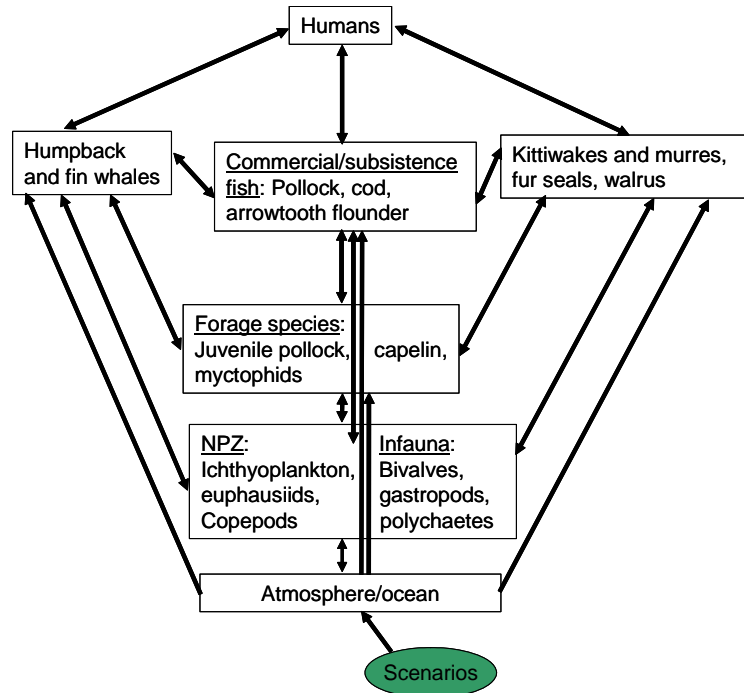 Humans
Humpback
and fin whales
Commercial/subsistence
fish: Pollock, cod,
arrowtooth flounder
Kittiwakes and murres,
fur seals, walrus
Forage species:
Juvenile pollock, capelin,
myctophids
NPZ:
Ichthyoplankton,
euphausiids,
Copepods
Infauna:
Bivalves,
gastropods,
polychaetes
Atmosphere/ocean
Scenarios